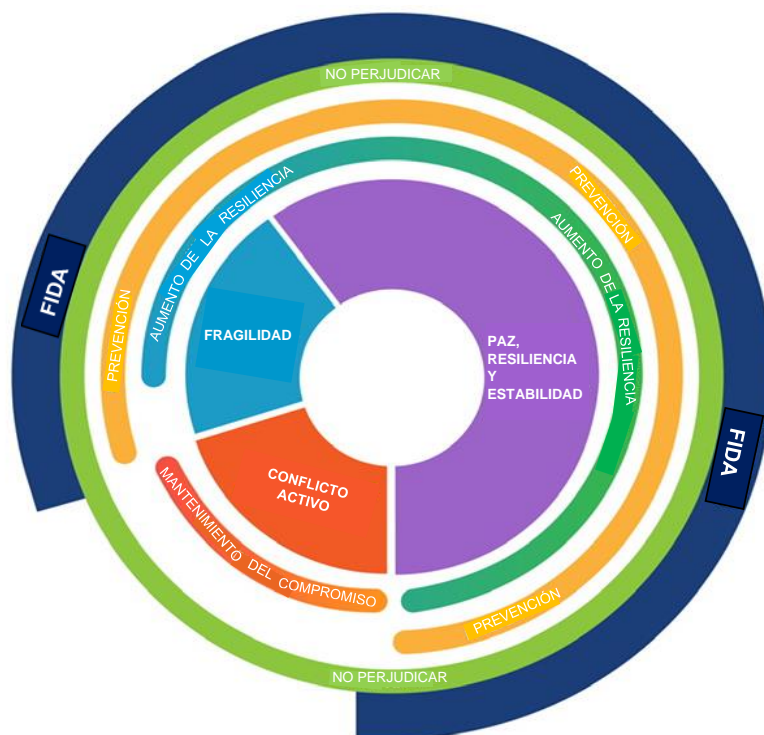 NO PERJUDICAR
PREVENCIÓN
AUMENTO DE LA RESILIENCIA
AUMENTO DE LA RESILIENCIA
FIDA
PREVENCIÓN
FRAGILIDAD
PAZ,
RESILIENCIA
Y
ESTABILIDAD
FIDA
CONFLICTO
ACTIVO
MANTENIMIENTO DEL COMPROMISO
PREVENCIÓN
NO PERJUDICAR